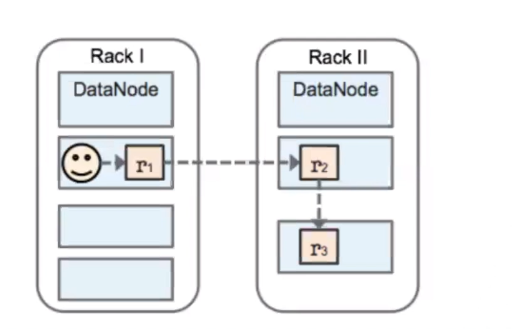 Rack I
DataNode
r1
Rack II
DataNode
r2
r3